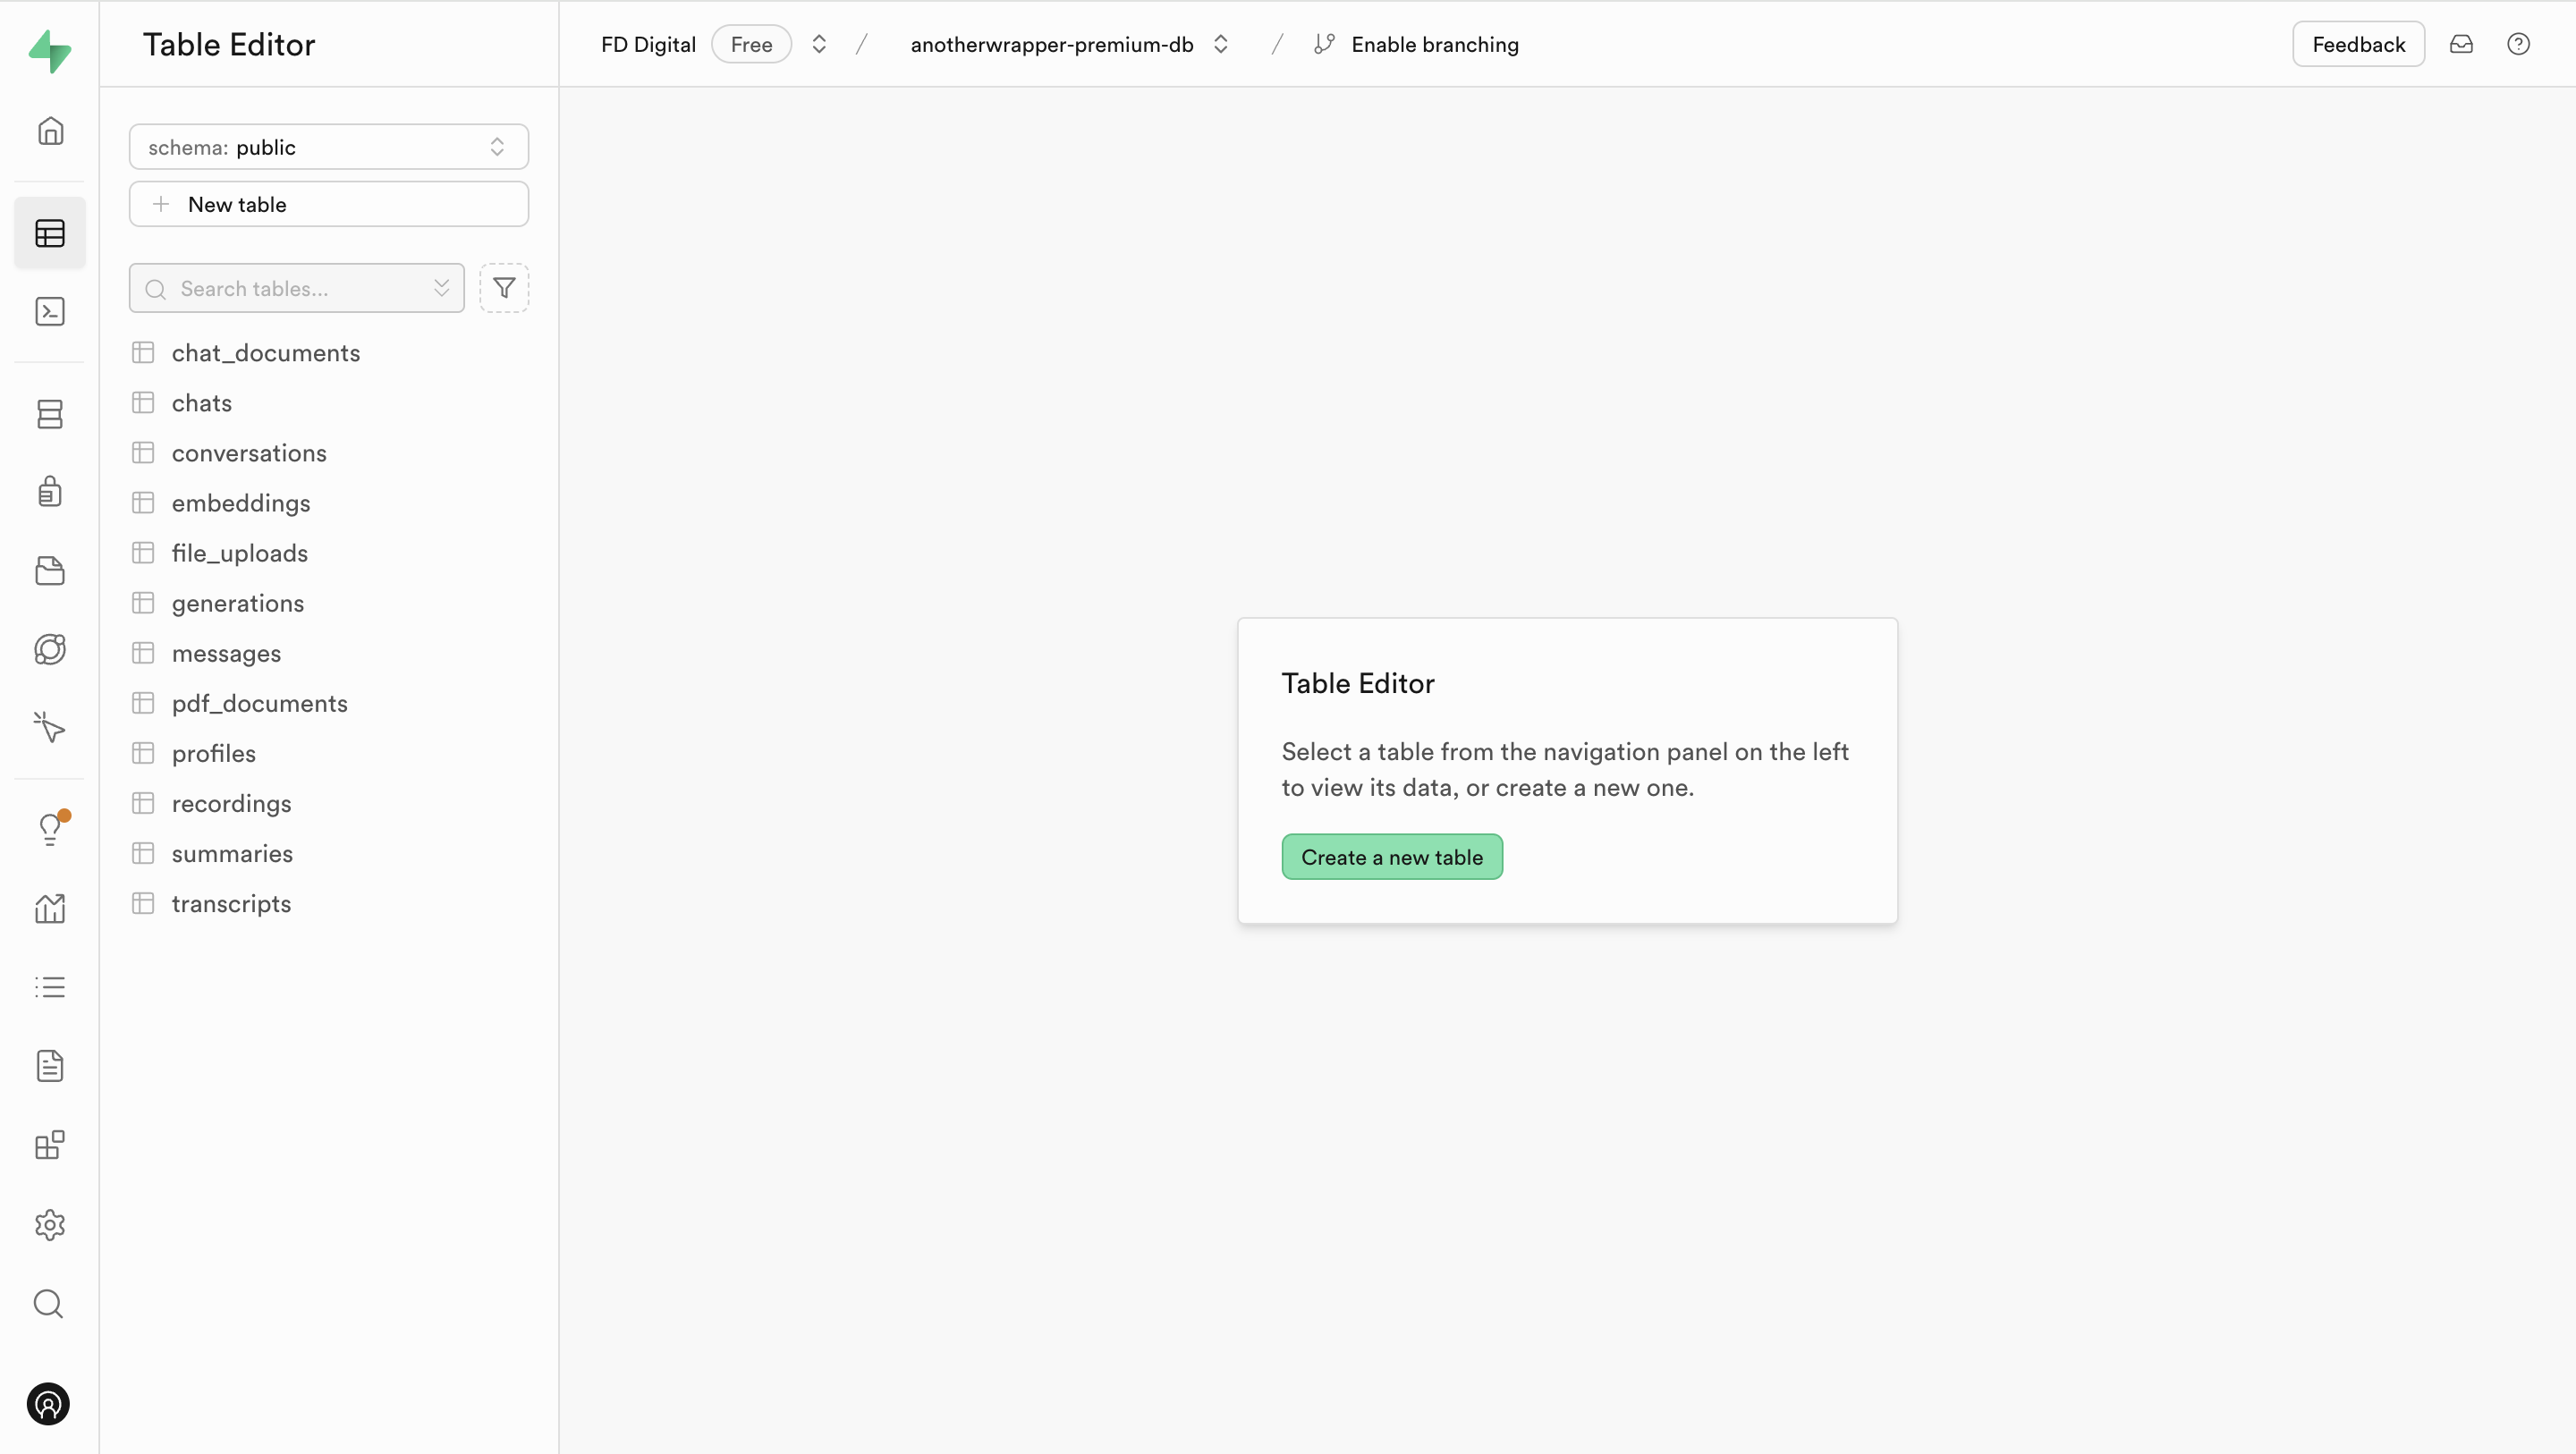 Table Editor
FD Digital Free / anotherwrapper-premium-db / Enable branching
Feedback
schema: public
New table
Search tables...
chat_documents
chats
conversations
embeddings
file_uploads
generations
messages
pdf_documents
profiles
recordings
summaries
transcripts
Table Editor
Select a table from the navigation panel on the left
to view its data, or create a new one.
Create a new table